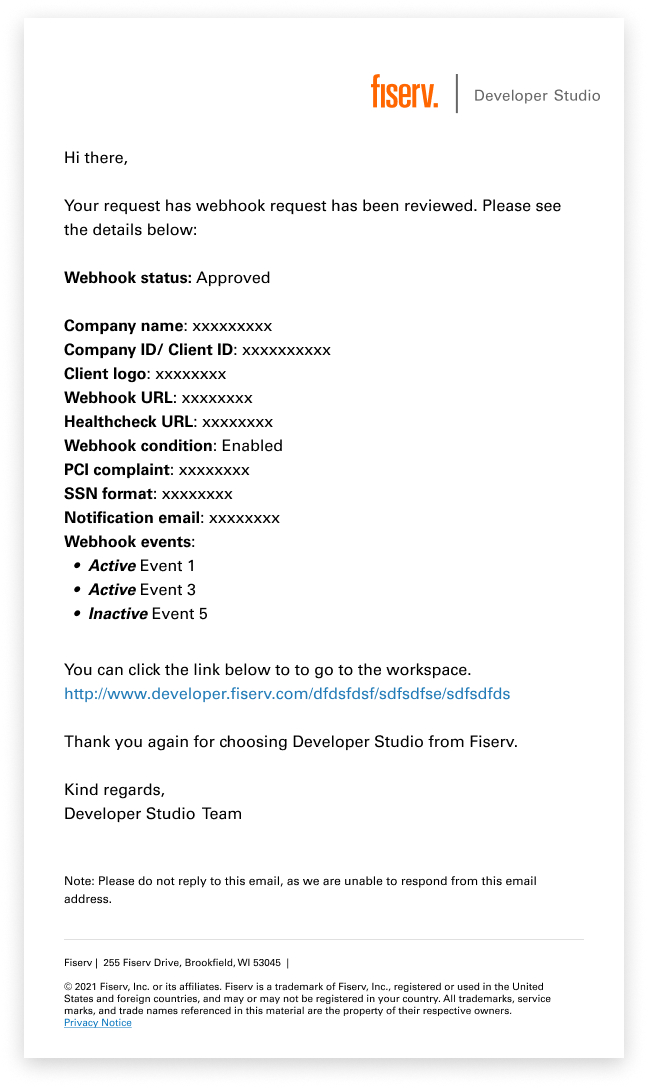 fiserv.
Developer Studio
Hi there,
Your request has webhook request has been reviewed. Please see
the details below:
Webhook status: Approved
Company name: xxxxxxxxx
Company ID/ Client ID: xxxxxxxxxx
Client logo: xxxxxxxx
Webhook URL: xxxxxxxx
Healthcheck URL: xxxxxxxx
Webhook condition: Enabled
PCI complaint: xxxxxxxx
SSN format: xxxxxxxx
Notification email: xxxxxxxx
Webhook events:
• Active Event 1
• Active Event 3
• Inactive Event 5
You can click the link below to to go to the workspace.
http://www.developer.fiserv.com/dfdsfdsf/sdfsdfse/sdfsdfds
Thank you again for choosing Developer Studio from Fiserv.
Kind regards,
Developer Studio Team
Note: Please do not reply to this email, as we are unable to respond from this email
address.
Fiserv | 255 Fiserv Drive, Brookfield, WI 53045 |
© 2021 Fiserv, Inc. or its affiliates. Fiserv is a trademark of Fiserv, Inc., registered or used in the United
States and foreign countries, and may or may not be registered in your country. All trademarks, service
marks, and trade names referenced in this material are the property of their respective owners.
Privacy Notice